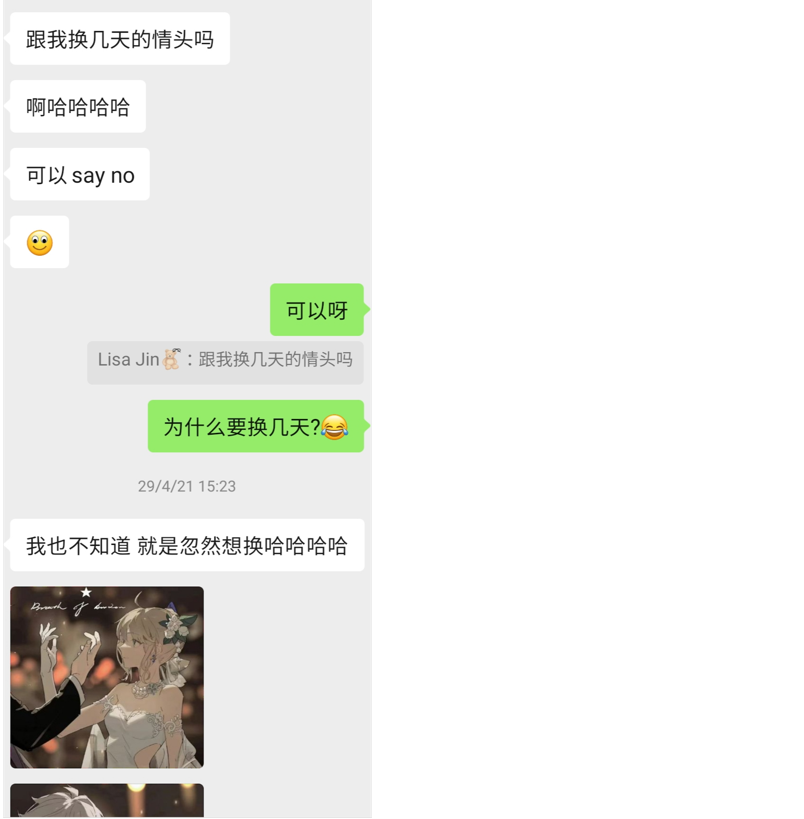 跟我换几天的情头吗
啊哈哈哈哈
可以 say no
可以呀
Lisa Jin：跟我换几天的情头吗
为什么要换几天?
29/4/21 15:23
我也不知道 就是忽然想换哈哈哈哈